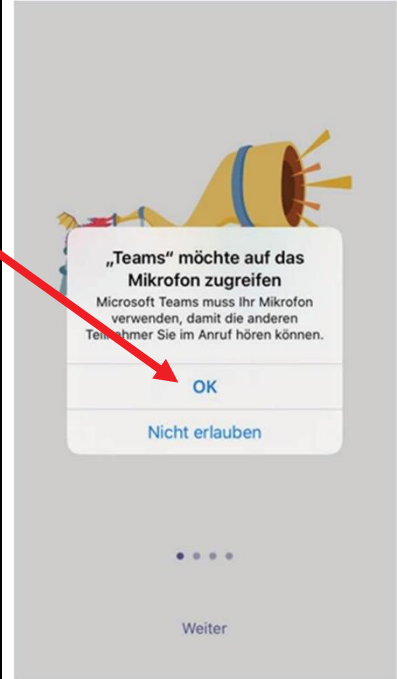 „Teams“ möchte auf das
Mikrofon zugreifen
Microsoft Teams muss Ihr Mikrofon
verwenden, damit die anderen
Teilnehmer Sie im Anruf hören können.
OK
Nicht erlauben
Weiter